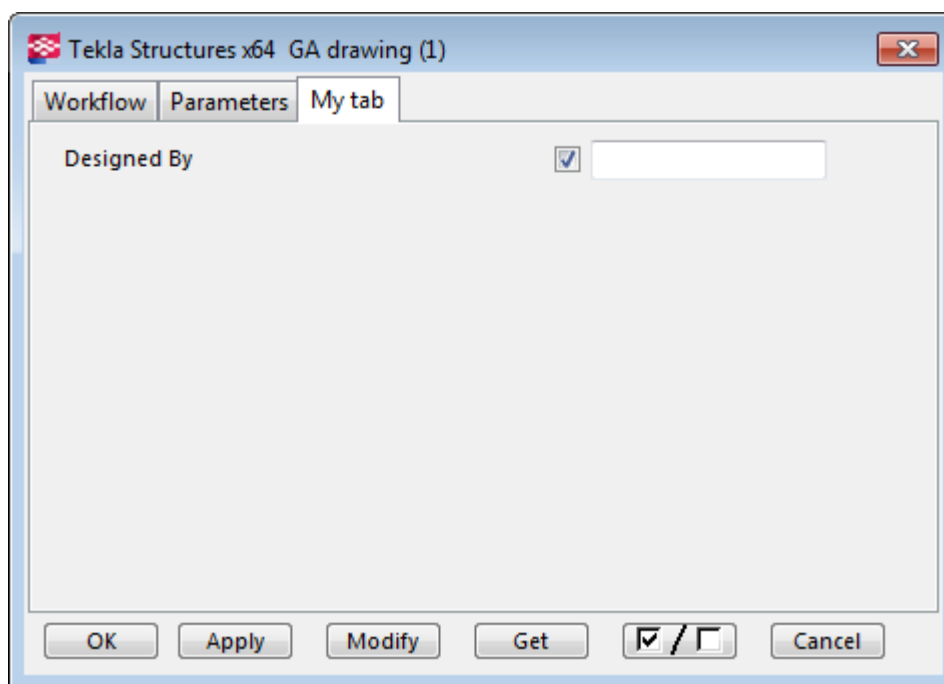 Tekla Structures x64 GA drawing (1)
Workflow Parameters My tab
Designed By
OK Apply Modify Get / Cancel